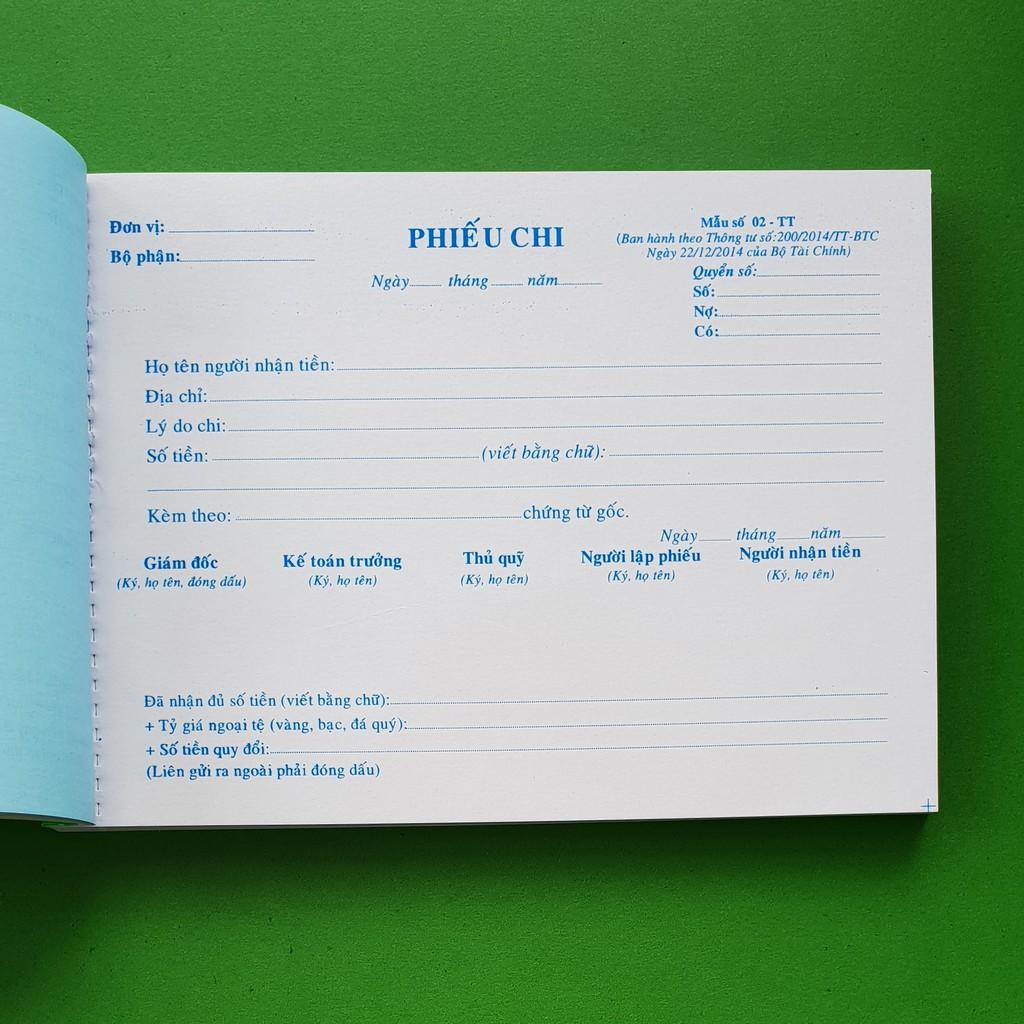 Đơn vị:
PHIẾU CHI
Mẫu số 02 - TT
(Ban hành theo Thông tư số:200/2014/TT-BTC
Ngày 22/12/2014 của Bộ Tài Chính)
Bộ phận:
Ngày tháng năm
Quyển số:
Số:
Nợ:
Có:
Họ tên người nhận tiền:
Địa chỉ:
Lý do chi:
Số tiền: (viết bằng chữ):
Kèm theo: chứng từ gốc.
Ngày tháng năm
Giám đốc Kế toán trưởng Thủ quỹ Người lập phiếu Người nhận tiền
(Ký, họ tên, đóng dấu) (Ký, họ tên) (Ký, họ tên) (Ký, họ tên) (Ký, họ tên)
Đã nhận đủ số tiền (viết bằng chữ):
+ Tỷ giá ngoại tệ (vàng, bạc, đá quý):
+ Số tiền quy đổi:
(Liên gửi ra ngoài phải đóng dấu)